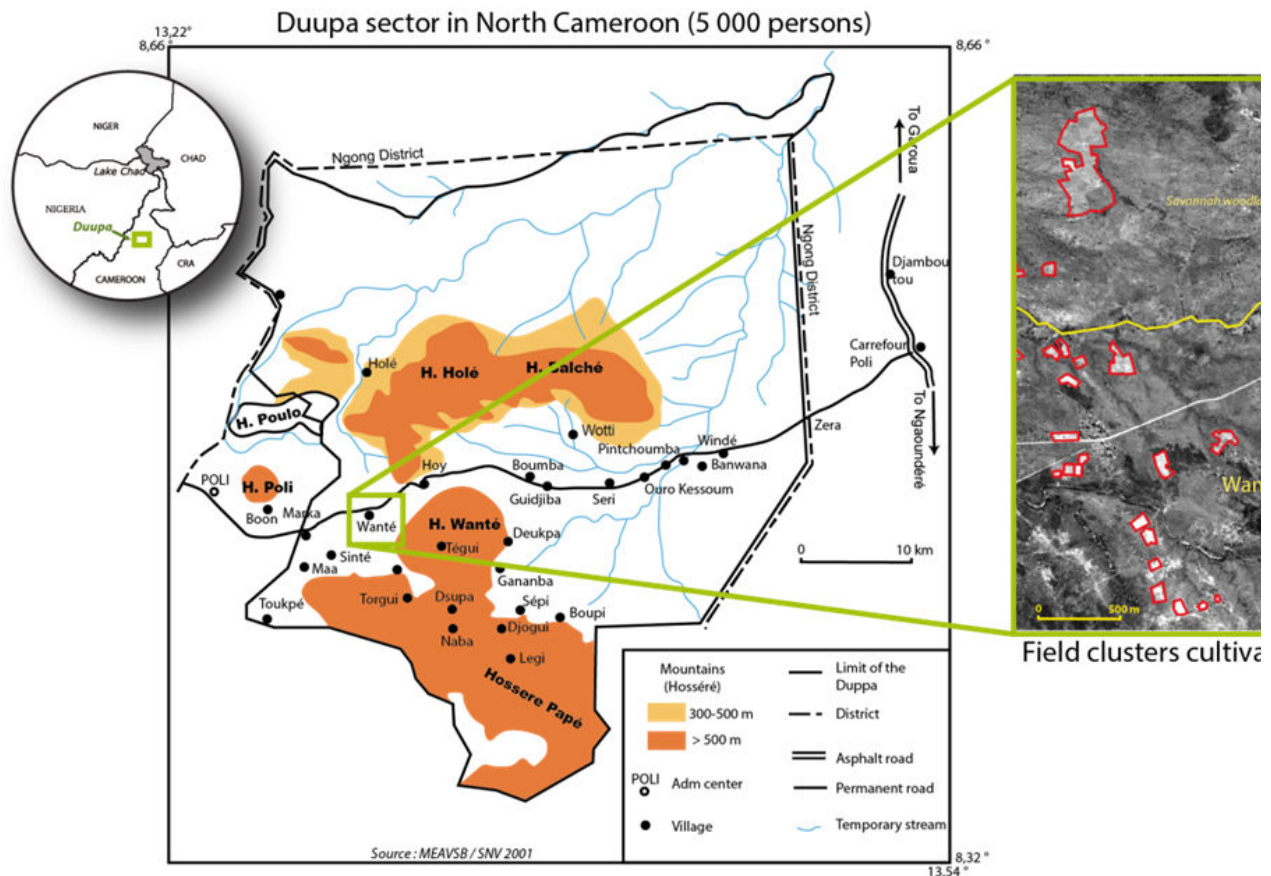 Duupa sector in North Cameroon (5 000 persons)
13,22°
8,66°
8,66°
NIGER
CHAD
Lake Chad
NIGERIA
Duupa
CAMEROON
CRA
Ngong District
Ngong District
To Garoua
Djambou
tou
Carrefour
Poli
To Ngaoundéré
Holé
H. Holé
H. Balché
H. Poulo
Wotti
Zera
Windé
Pintchoumba
Banwana
Hoy
Boumba
Guidjiba
Seri
Ouro Kessoum
POLI
H. Poli
Boon
Marka
Wanté
H. Wanté
Tégui
Deukpa
0 10 km
Sinté
Maa
Gananba
Toukpé
Torgui
Dsupa
Sépi
Boupi
Naba
Djogui
Legi
Hossere Papé
Mountains
(Hosséré)
300-500 m
> 500 m
POLI
Adm center
Village
Limit of the
Duppa
District
Asphalt road
Permanent road
Temporary stream
Source : MEAVSB / SNV 2001
8,32°
13,54°
Savannah woodla
Wan
0 500 m
Field clusters cultiva